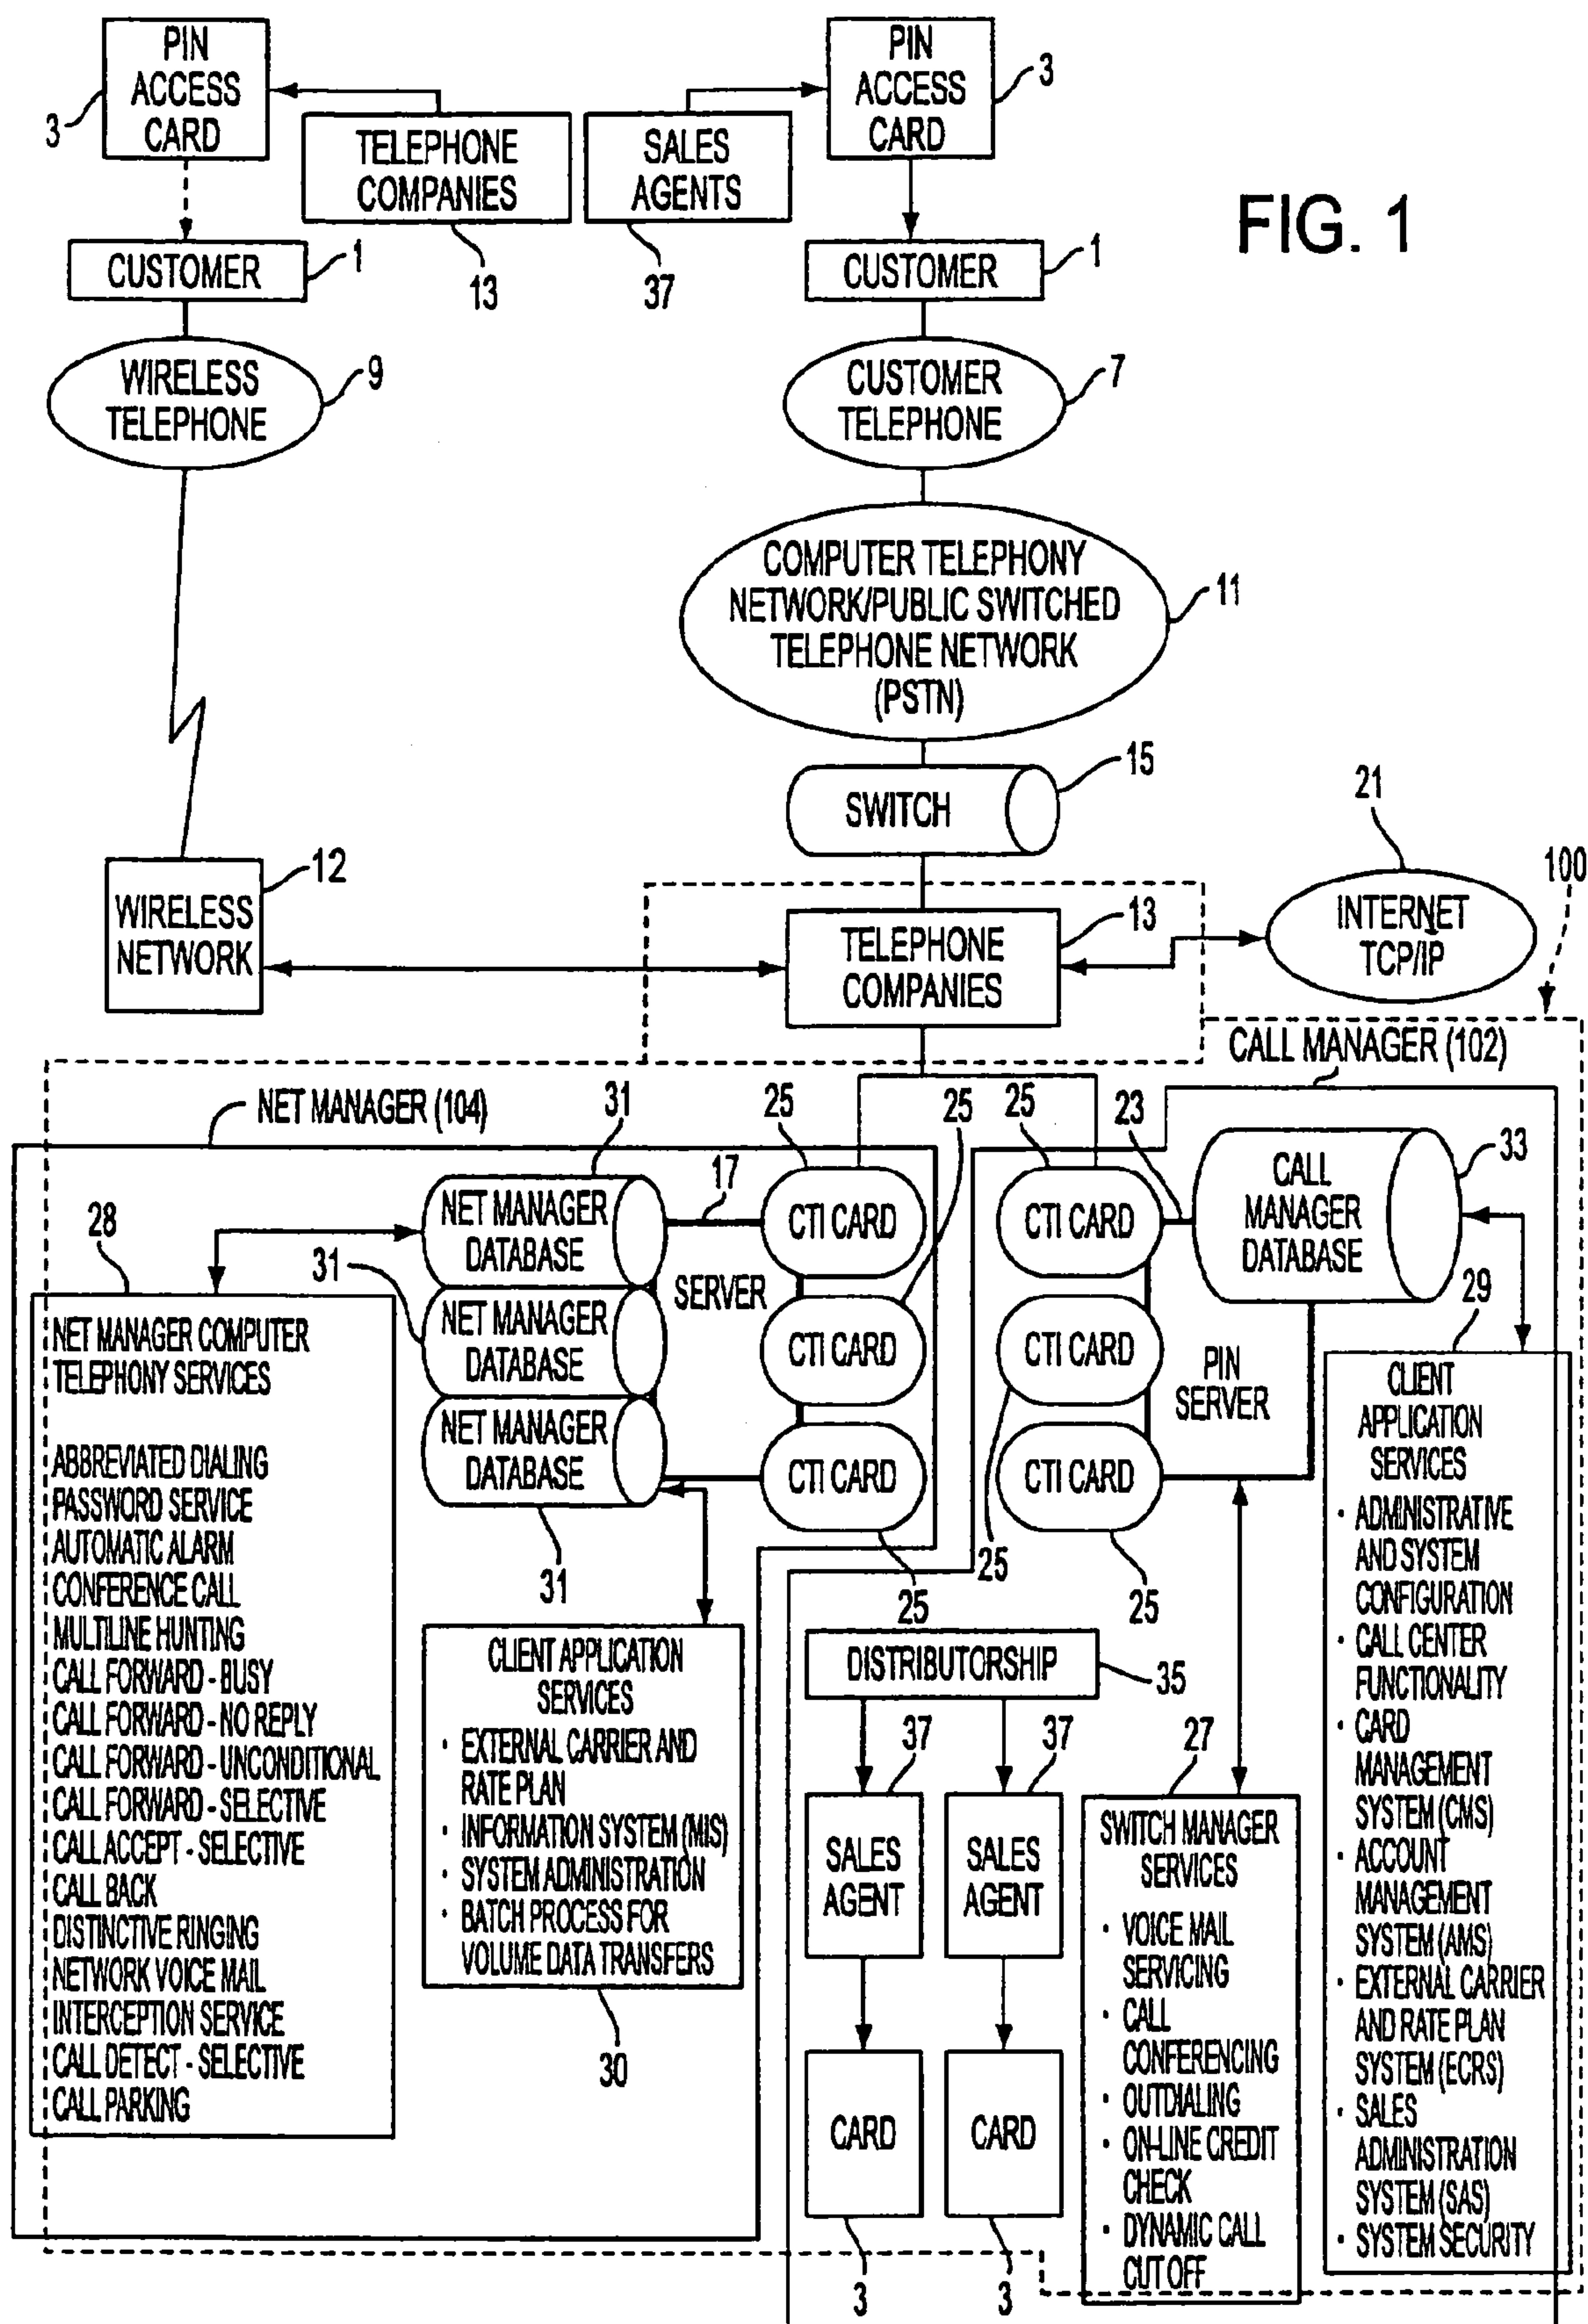 FIG. 1
PIN
ACCESS
CARD
3
TELEPHONE
COMPANIES
13
SALES
AGENTS
37
PIN
ACCESS
CARD
3
CUSTOMER
1
CUSTOMER
1
WIRELESS
TELEPHONE
9
CUSTOMER
TELEPHONE
7
COMPUTER TELEPHONY
NETWORK/PUBLIC SWITCHED
TELEPHONE NETWORK
(PSTN)
11
SWITCH
15
WIRELESS
NETWORK
12
TELEPHONE
COMPANIES
13
INTERNET
TCP/IP
21
100
CALL MANAGER (102)
NET MANAGER (104)
31
NET MANAGER
DATABASE
31
NET MANAGER
DATABASE
NET MANAGER
DATABASE
31
17
SERVER
25
CTI CARD
25
CTI CARD
CTI CARD
25
25
CTI CARD
CTI CARD
25
CTI CARD
25
23
CALL
MANAGER
DATABASE
33
PIN
SERVER
28
NET MANAGER COMPUTER
TELEPHONY SERVICES
ABBREVIATED DIALING
PASSWORD SERVICE
AUTOMATIC ALARM
CONFERENCE CALL
MULTILINE HUNTING
CALL FORWARD - BUSY
CALL FORWARD - NO REPLY
CALL FORWARD - UNCONDITIONAL
CALL FORWARD - SELECTIVE
CALL ACCEPT - SELECTIVE
CALL BACK
DISTINCTIVE RINGING
NETWORK VOICE MAIL
INTERCEPTION SERVICE
CALL DETECT - SELECTIVE
CALL PARKING
CLIENT APPLICATION
SERVICES
· EXTERNAL CARRIER AND
RATE PLAN
· INFORMATION SYSTEM (MIS)
· SYSTEM ADMINISTRATION
· BATCH PROCESS FOR
VOLUME DATA TRANSFERS
30
DISTRIBUTORSHIP
35
37
SALES
AGENT
37
SALES
AGENT
CARD
3
CARD
3
27
SWITCH MANAGER
SERVICES
· VOICE MAIL
SERVICING
· CALL
CONFERENCING
· OUTDIALING
· ON-LINE CREDIT
CHECK
· DYNAMIC CALL
CUT OFF
29
CLIENT
APPLICATION
SERVICES
· ADMINISTRATIVE
AND SYSTEM
CONFIGURATION
· CALL CENTER
FUNCTIONALITY
· CARD
MANAGEMENT
SYSTEM (CMS)
· ACCOUNT
MANAGEMENT
SYSTEM (AMS)
· EXTERNAL CARRIER
AND RATE PLAN
SYSTEM (ECRS)
· SALES
ADMINISTRATION
SYSTEM (SAS)
· SYSTEM SECURITY